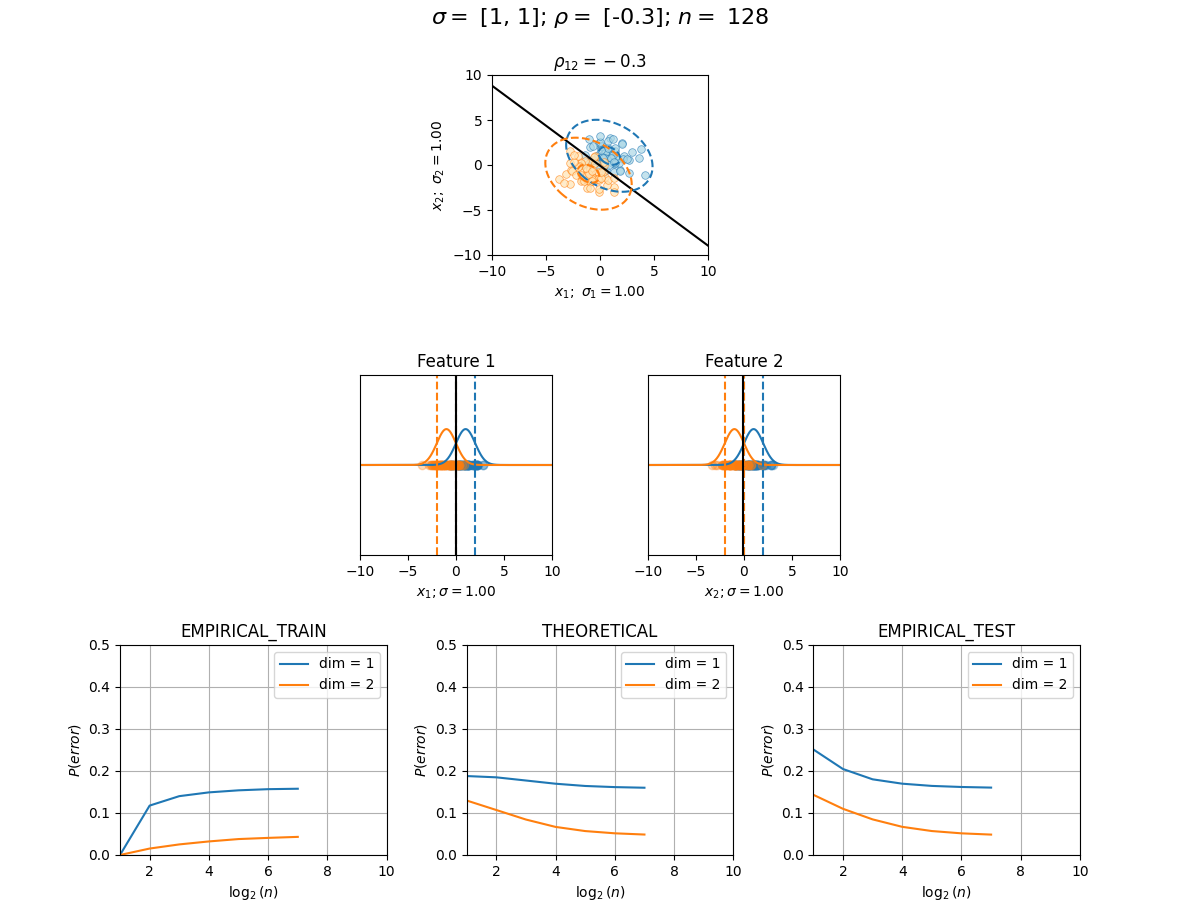 σ = [1, 1]; ρ = [-0.3]; n = 128
ρ₁₂ = −0.3
10
5
0
−5
−10
x₂; σ₂ = 1.00
−10 −5 0 5 10
x₁; σ₁ = 1.00
Feature 1 Feature 2
−10 −5 0 5 10 −10 −5 0 5 10
x₁; σ = 1.00 x₂; σ = 1.00
EMPIRICAL_TRAIN
0.5
0.4
0.3
0.2
0.1
0.0
P(error)
dim = 1
dim = 2
2 4 6 8 10
log₂(n)
THEORETICAL
0.5
0.4
0.3
0.2
0.1
0.0
P(error)
dim = 1
dim = 2
2 4 6 8 10
log₂(n)
EMPIRICAL_TEST
0.5
0.4
0.3
0.2
0.1
0.0
P(error)
dim = 1
dim = 2
2 4 6 8 10
log₂(n)